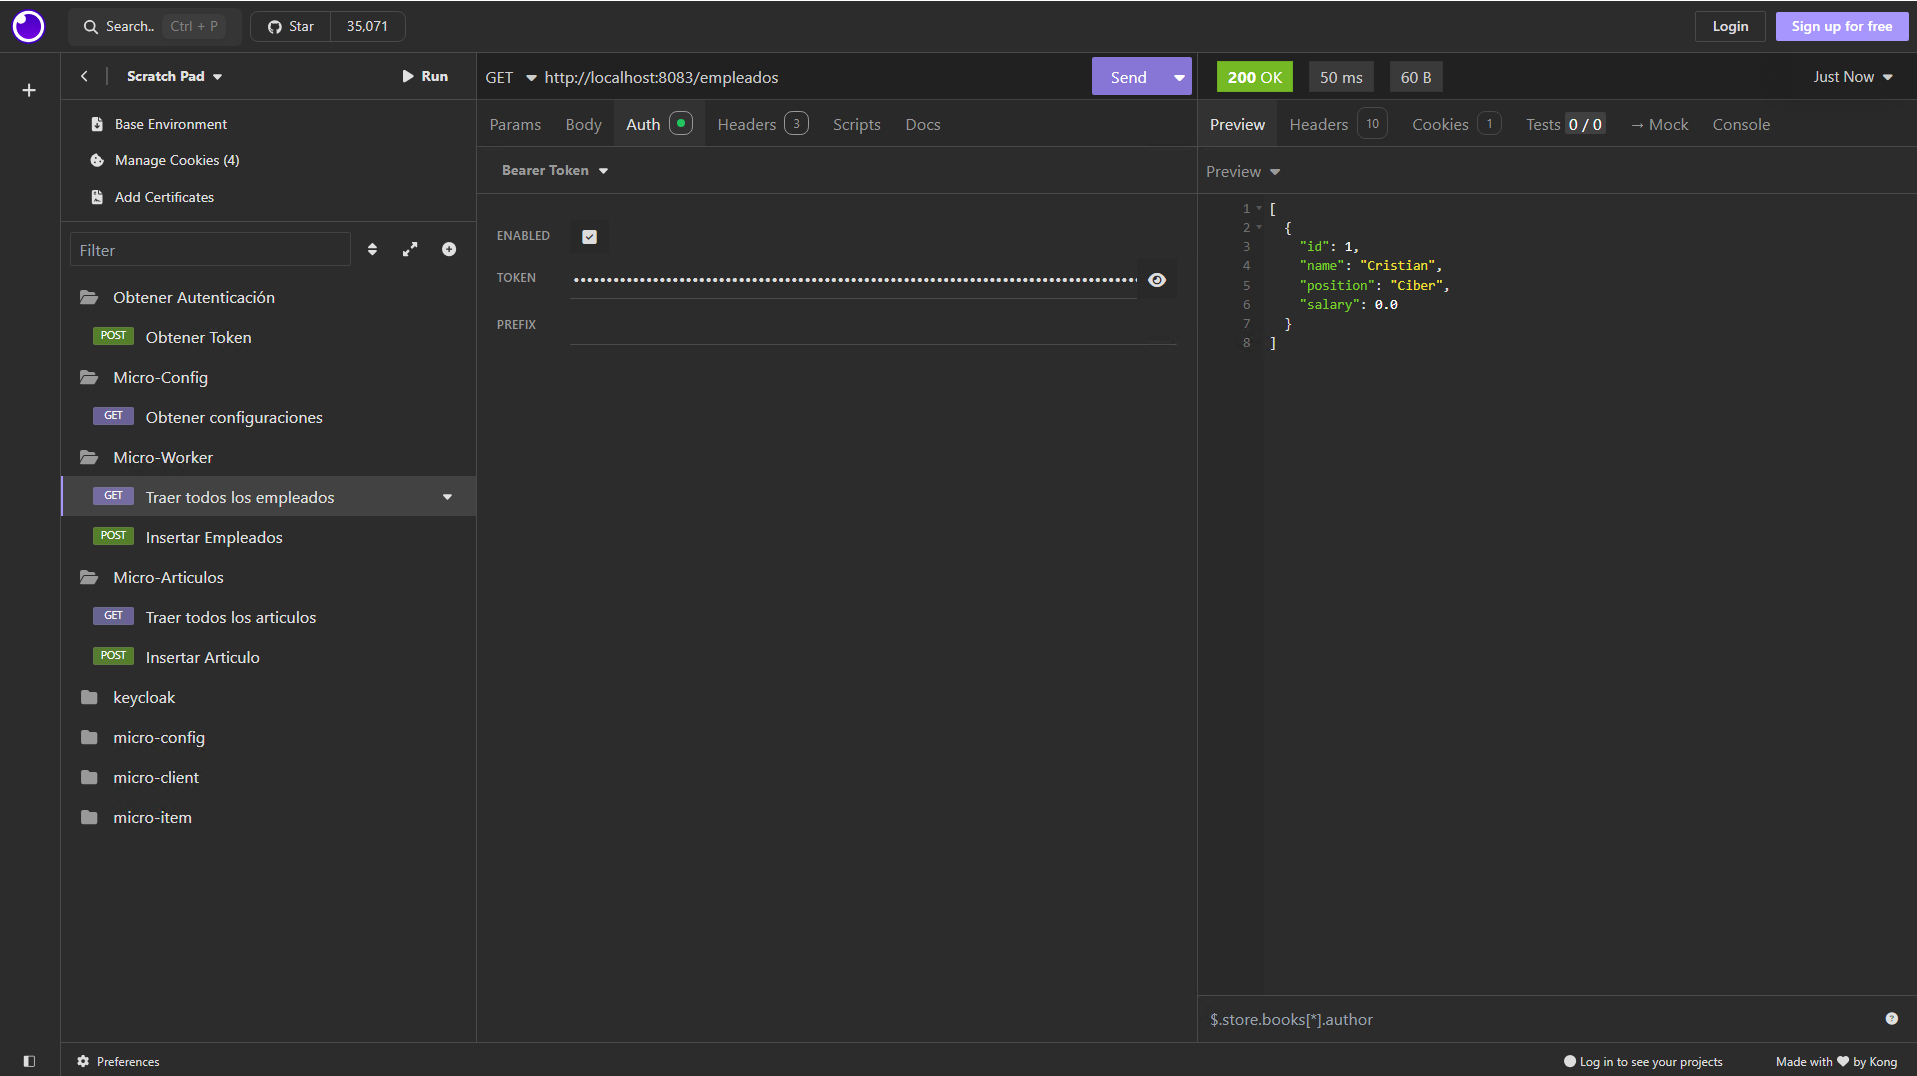 Search.. Ctrl + P
Star 35,071
Login
Sign up for free
Scratch Pad
Run
Base Environment
Manage Cookies (4)
Add Certificates
Filter
Obtener Autenticación
POST Obtener Token
Micro-Config
GET Obtener configuraciones
Micro-Worker
GET Traer todos los empleados
POST Insertar Empleados
Micro-Articulos
GET Traer todos los articulos
POST Insertar Articulo
keycloak
micro-config
micro-client
micro-item
GET http://localhost:8083/empleados
Send
Params Body Auth Headers 3 Scripts Docs
Bearer Token
ENABLED
TOKEN ••••••••••••••••••••••••••••••••••••••••••••••••••••••••••••••••••••••••••••••••••••
PREFIX
200 OK 50 ms 60 B Just Now
Preview Headers 10 Cookies 1 Tests 0 / 0 → Mock Console
Preview
1 [
2 {
3 "id": 1,
4 "name": "Cristian",
5 "position": "Ciber",
6 "salary": 0.0
7 }
8 ]
$.store.books[*].author
Preferences
Log in to see your projects
Made with ♥ by Kong